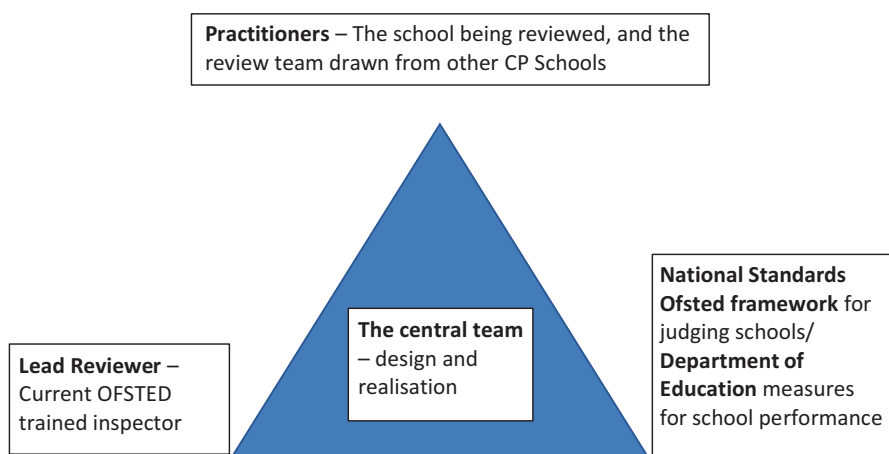 Practitioners – The school being reviewed, and the
review team drawn from other CP Schools
National Standards
Ofsted framework for
judging schools/
Department of
Education measures
for school performance
The central team
– design and
realisation
Lead Reviewer –
Current OFSTED
trained inspector